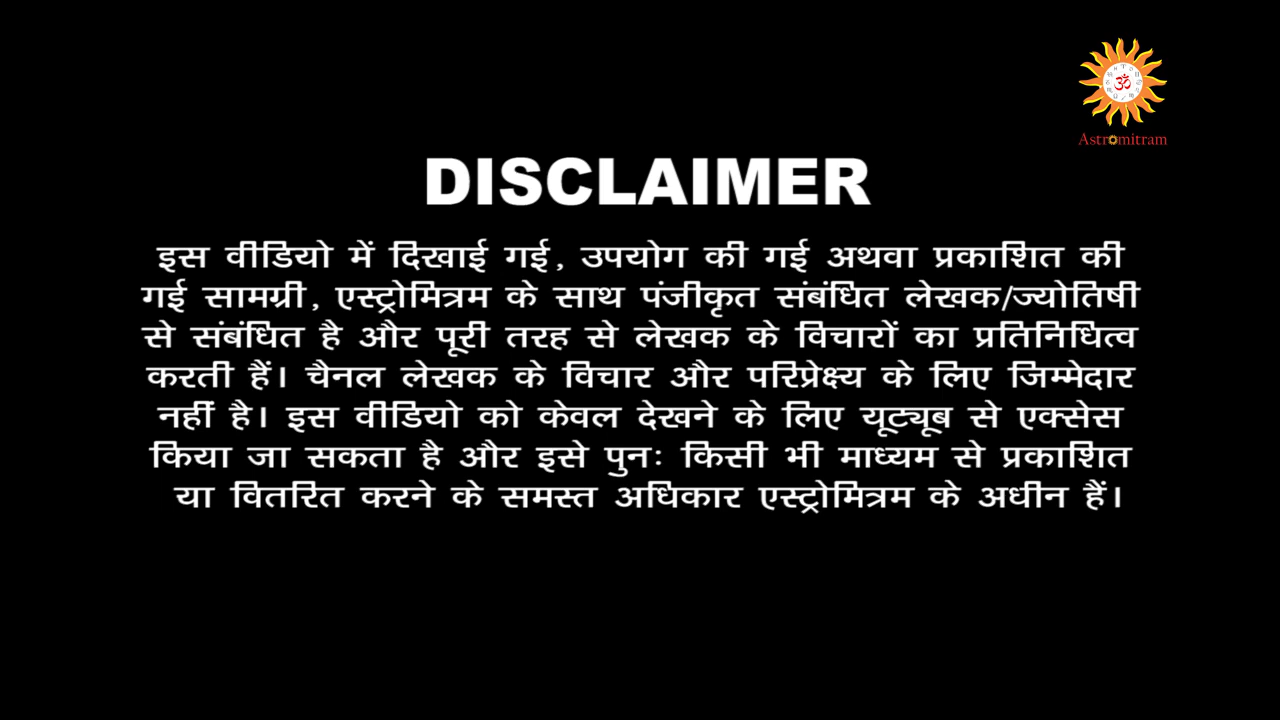 Astromitram
DISCLAIMER
इस वीडियो में दिखाई गई, उपयोग की गई अथवा प्रकाशित की
गई सामग्री, एस्ट्रोमित्रम के साथ पंजीकृत संबंधित लेखक/ज्योतिषी
से संबंधित है और पूरी तरह से लेखक के विचारों का प्रतिनिधित्व
करती हैं। चैनल लेखक के विचार और परिप्रेक्ष्य के लिए जिम्मेदार
नहीं है। इस वीडियो को केवल देखने के लिए यूट्यूब से एक्सेस
किया जा सकता है और इसे पुनः किसी भी माध्यम से प्रकाशित
या वितरित करने के समस्त अधिकार एस्ट्रोमित्रम के अधीन हैं।